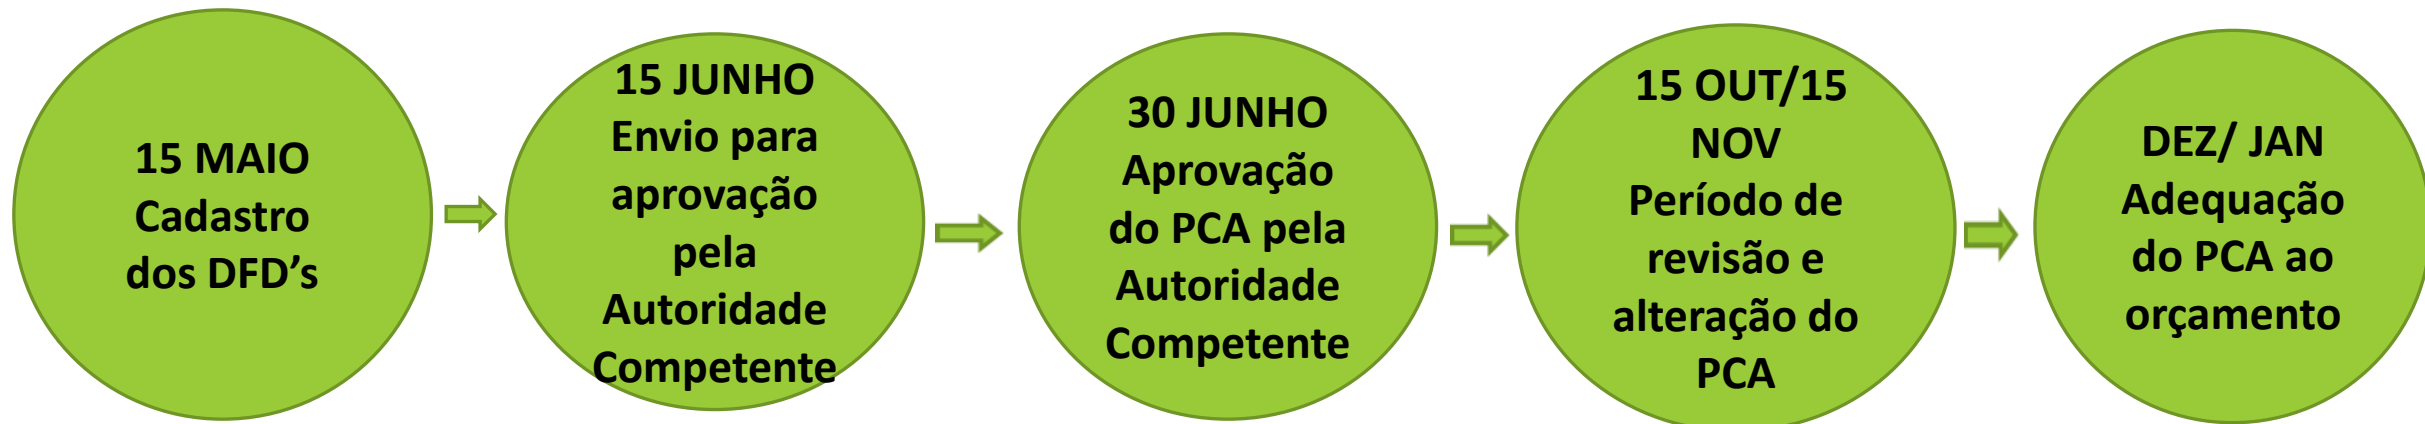 15 MAIO
Cadastro
dos DFD’s
15 JUNHO
Envio para
aprovação
pela
Autoridade
Competente
30 JUNHO
Aprovação
do PCA pela
Autoridade
Competente
15 OUT/15
NOV
Período de
revisão e
alteração do
PCA
DEZ/ JAN
Adequação
do PCA ao
orçamento